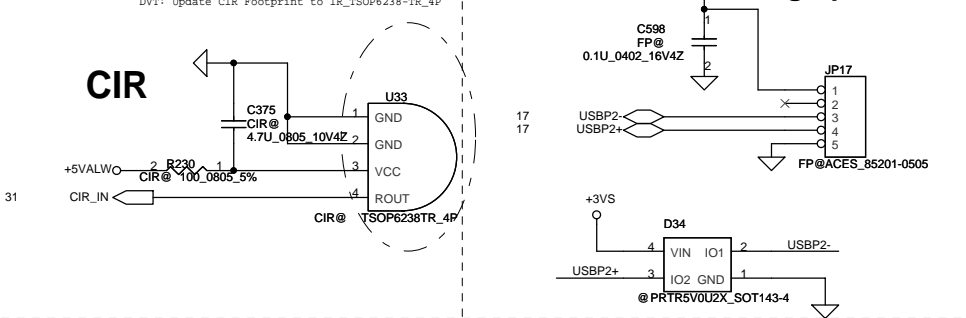 DVT: Update CIR Footprint to IR_TSOP6238-TR_4P
CIR
C375
CIR@
4.7U_0805_10V4Z
U33
1 GND
2 GND
3 VCC
4 ROUT
+5VALW
2 R230 1
CIR@ 100_0805_5%
31 CIR_IN
CIR@ TSOP6238TR_4P
C598
FP@
0.1U_0402_16V4Z
1
2
JP17
1
2
3
4
5
17 USBP2-
17 USBP2+
FP@ACES_85201-0505
+3VS
D34
4 VIN IO1 2 USBP2-
USBP2+ 3 IO2 GND 1
@PRTR5V0U2X_SOT143-4